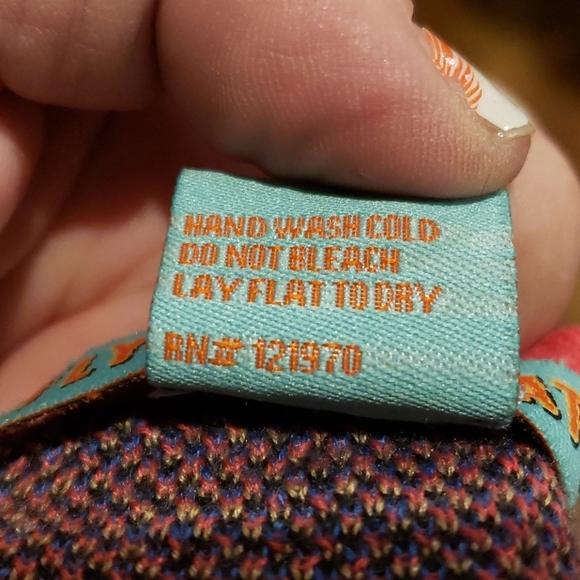 HAND WASH COLD
DO NOT BLEACH
LAY FLAT TO DRY
RN# 121970